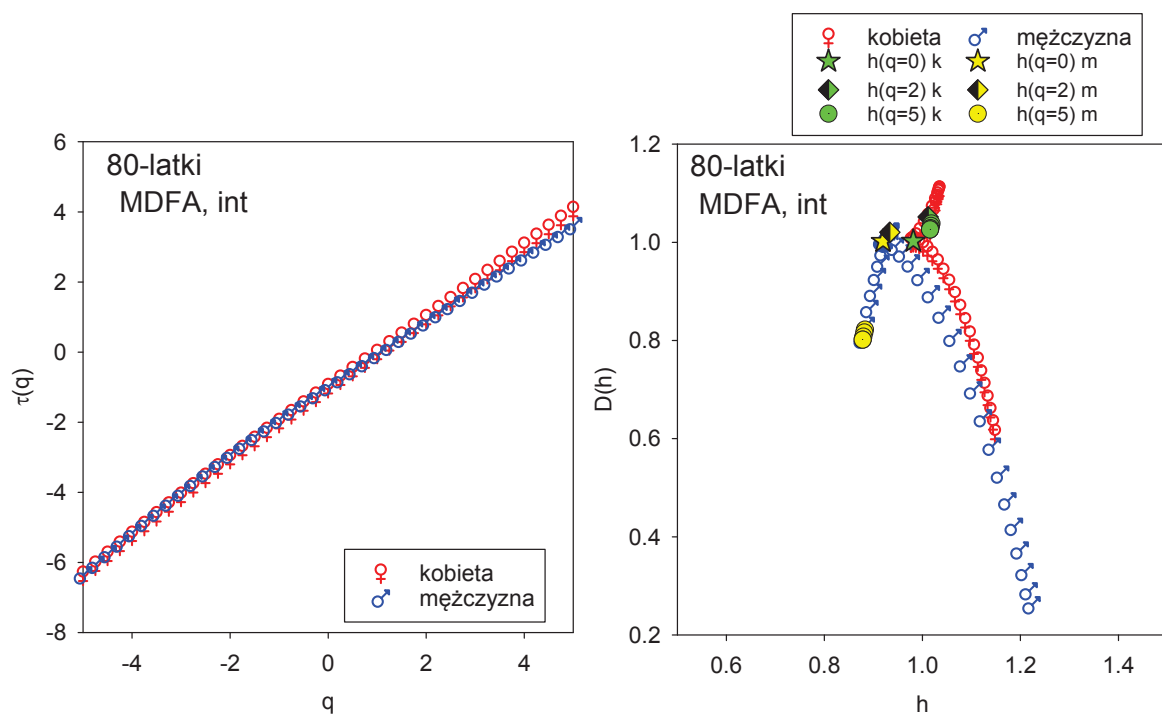 kobieta mężczyzna
h(q=0) k h(q=0) m
h(q=2) k h(q=2) m
h(q=5) k h(q=5) m
80-latki
MDFA, int
6
4
2
0
-2
-4
-6
-8
τ(q)
-4 -2 0 2 4
q
kobieta
mężczyzna
80-latki
MDFA, int
1.2
1.0
0.8
0.6
0.4
0.2
D(h)
0.6 0.8 1.0 1.2 1.4
h